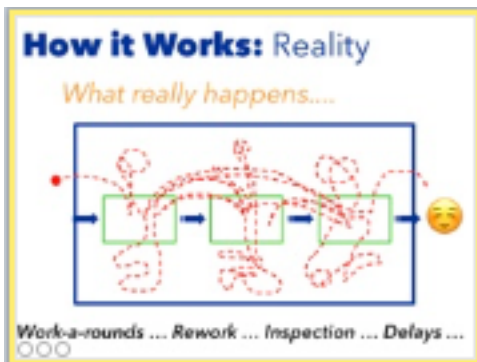 How it Works: Reality
What really happens....
Work-a-rounds ... Rework ... Inspection ... Delays ...